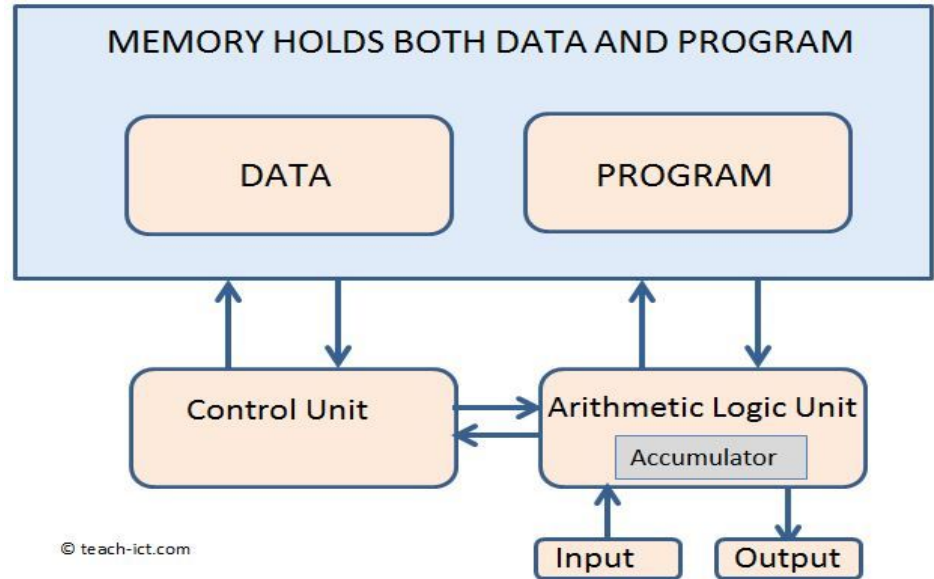 MEMORY HOLDS BOTH DATA AND PROGRAM
DATA
PROGRAM
Control Unit
Arithmetic Logic Unit
Accumulator
Input
Output
© teach-ict.com